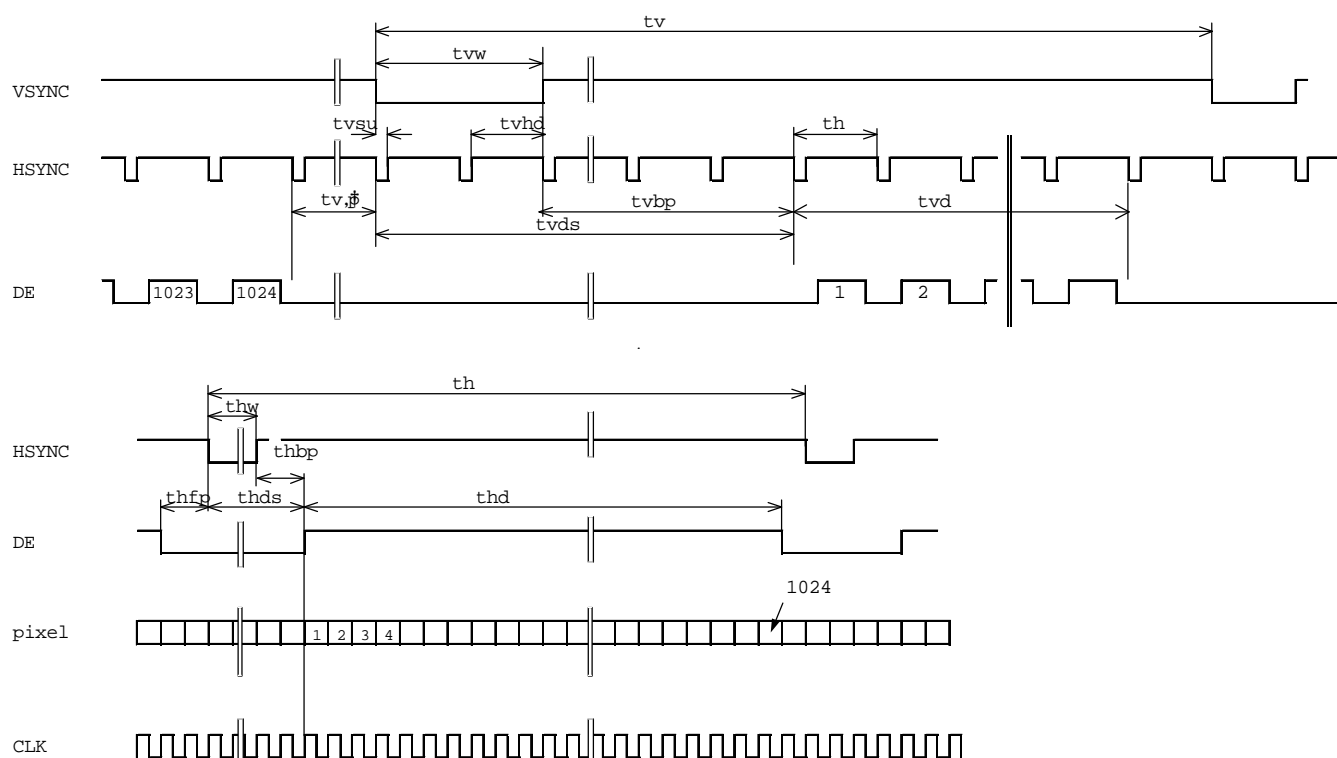 tv
tvw
VSYNC
tvsu
tvhd
th
HSYNC
tvbp
tvd
tvds
DE
1023
1024
1
2
th
thw
HSYNC
thbp
thfp
thds
thd
DE
1024
pixel
1 2 3 4
CLK